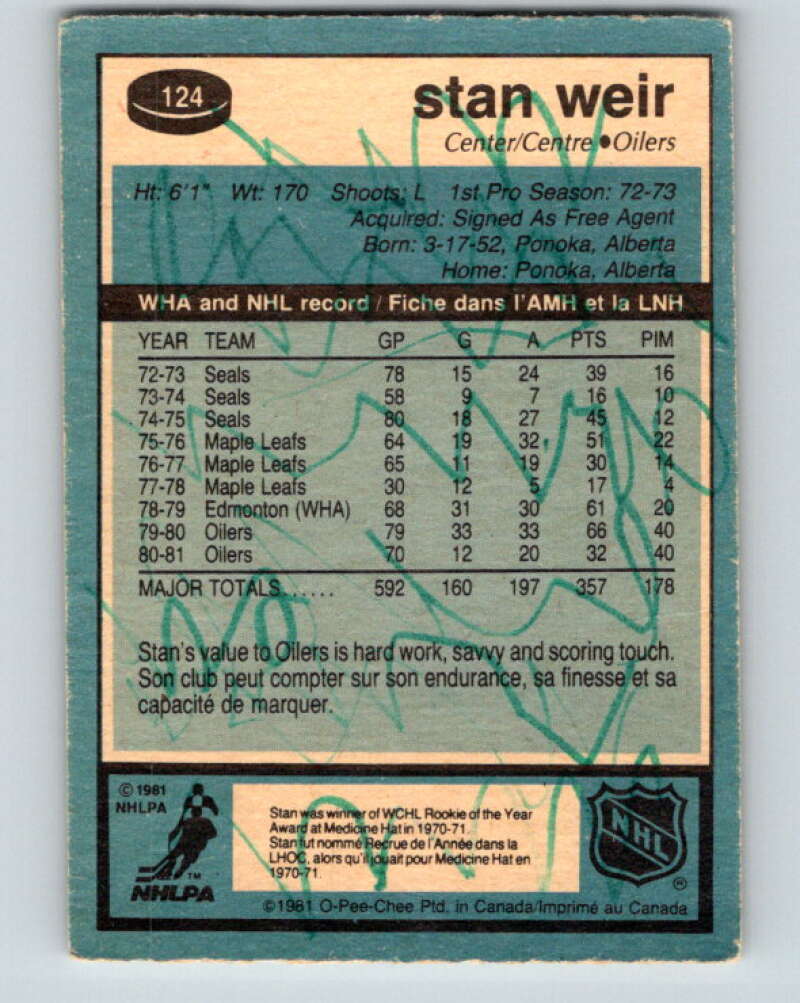 124
stan weir
Center/Centre ● Oilers
Ht: 6'1" Wt: 170 Shoots: L 1st Pro Season: 72-73
Acquired: Signed As Free Agent
Born: 3-17-52, Ponoka, Alberta
Home: Ponoka, Alberta
WHA and NHL record / Fiche dans l'AMH et la LNH
YEAR TEAM GP G A PTS PIM
72-73 Seals 78 15 24 39 16
73-74 Seals 58 9 7 16 10
74-75 Seals 80 18 27 45 12
75-76 Maple Leafs 64 19 32 51 22
76-77 Maple Leafs 65 11 19 30 14
77-78 Maple Leafs 30 12 5 17 4
78-79 Edmonton (WHA) 68 31 30 61 20
79-80 Oilers 79 33 33 66 40
80-81 Oilers 70 12 20 32 40
MAJOR TOTALS...... 592 160 197 357 178
Stan's value to Oilers is hard work, savvy and scoring touch.
Son club peut compter sur son endurance, sa finesse et sa
capacité de marquer.
© 1981
NHLPA
TM
NHLPA
Stan was winner of WCHL Rookie of the Year
Award at Medicine Hat in 1970-71.
Stan fut nommé Recrue de l'Année dans la
LHOC, alors qu'il jouait pour Medicine Hat en
1970-71.
NHL
®
©1981 O-Pee-Chee Ptd. in Canada/Imprimé au Canada